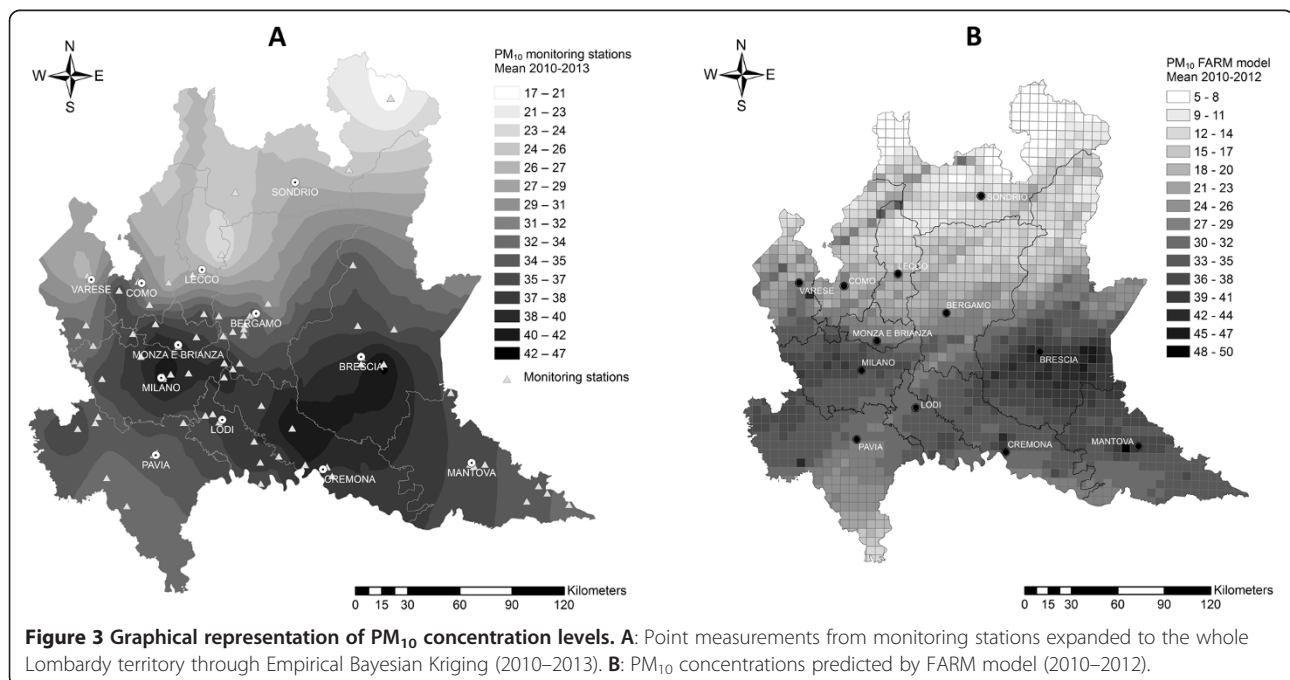 A
N
W E
S
PM10 monitoring stations
Mean 2010-2013
17 – 21
21 – 23
23 – 24
24 – 26
26 – 27
27 – 29
29 – 31
31 – 32
32 – 34
34 – 35
35 – 37
37 – 38
38 – 40
40 – 42
42 – 47
Monitoring stations
SONDRIO
LECCO
VARESE
COMO
BERGAMO
MONZA E BRIANZA
BRESCIA
MILANO
LODI
PAVIA
CREMONA
MANTOVA
Kilometers
0 15 30 60 90 120
B
N
W E
S
PM10 FARM model
Mean 2010-2012
5 - 8
9 - 11
12 - 14
15 - 17
18 - 20
21 - 23
24 - 26
27 - 29
30 - 32
33 - 35
36 - 38
39 - 41
42 - 44
45 - 47
48 - 50
SONDRIO
LECCO
VARESE
COMO
BERGAMO
MONZA E BRIANZA
BRESCIA
MILANO
LODI
PAVIA
CREMONA
MANTOVA
Kilometers
0 15 30 60 90 120
Figure 3 Graphical representation of PM10 concentration levels. A: Point measurements from monitoring stations expanded to the whole
Lombardy territory through Empirical Bayesian Kriging (2010–2013). B: PM10 concentrations predicted by FARM model (2010–2012).